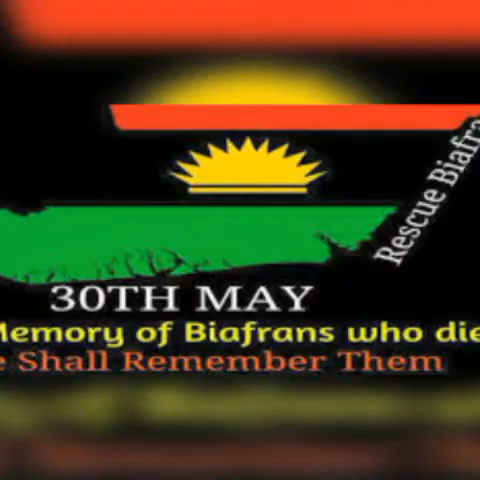 Rescue Biafra
30TH MAY
Memory of Biafrans who die
e Shall Remember Them